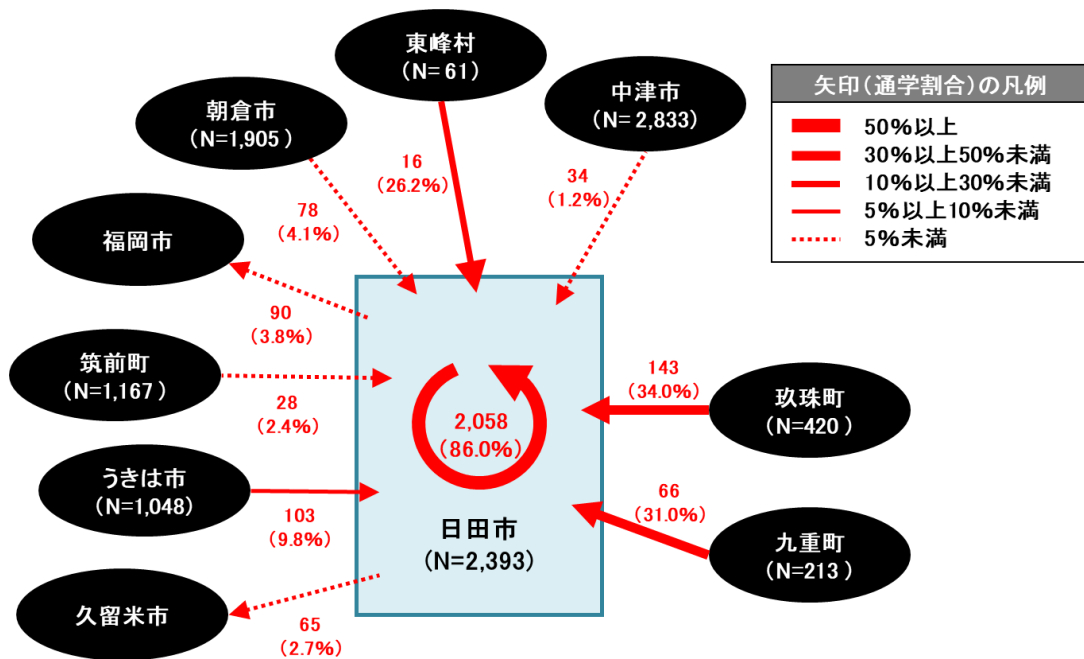 東峰村
(N= 61)
朝倉市
(N=1,905)
中津市
(N= 2,833)
矢印(通学割合)の凡例
50%以上
30%以上50%未満
10%以上30%未満
5%以上10%未満
5%未満
16
(26.2%)
34
(1.2%)
78
(4.1%)
福岡市
90
(3.8%)
筑前町
(N=1,167)
28
(2.4%)
2,058
(86.0%)
143
(34.0%)
玖珠町
(N=420 )
うきは市
(N=1,048)
103
(9.8%)
日田市
(N=2,393)
66
(31.0%)
九重町
(N=213 )
久留米市
65
(2.7%)